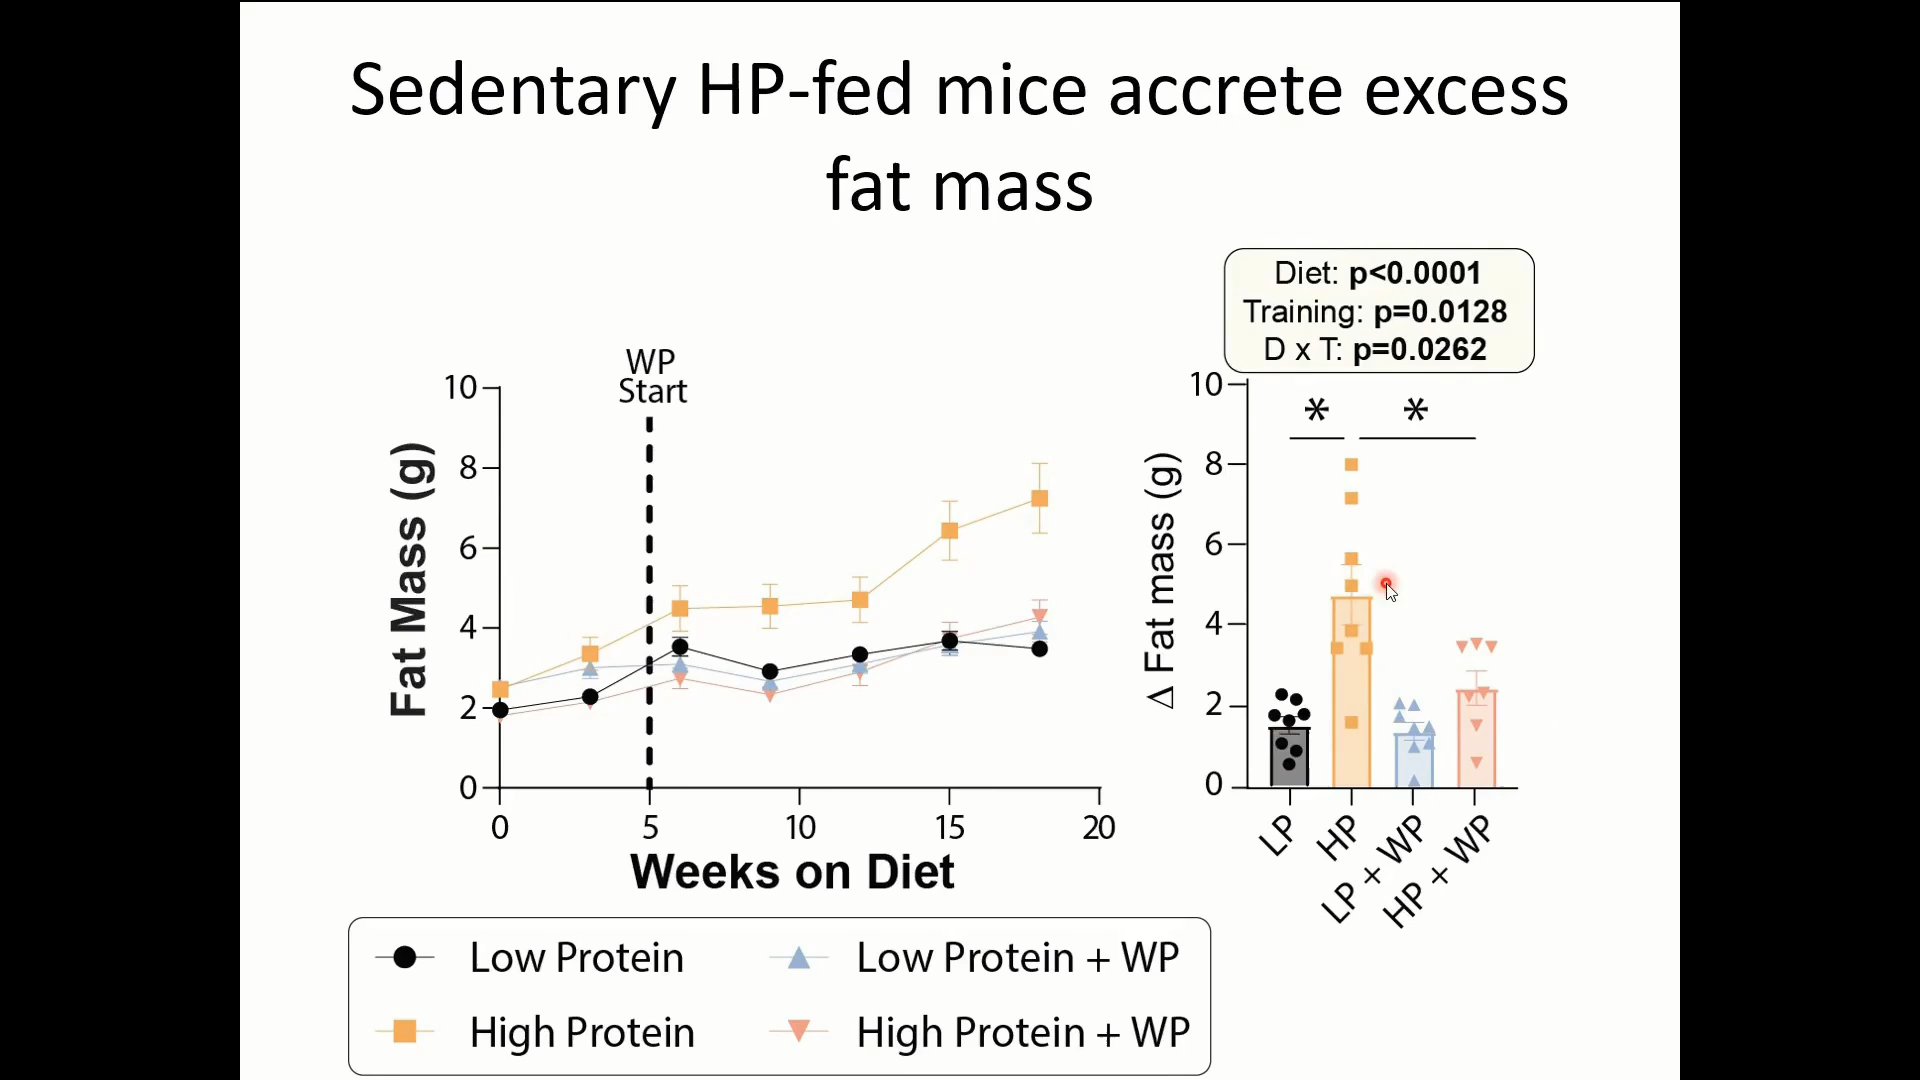 Sedentary HP-fed mice accrete excess
fat mass
WP
Start
Fat Mass (g)
10
8
6
4
2
0
0 5 10 15 20
Weeks on Diet
Diet: p<0.0001
Training: p=0.0128
D x T: p=0.0262
Δ Fat mass (g)
10
8
6
4
2
0
* *
LP
HP
LP + WP
HP + WP
Low Protein
Low Protein + WP
High Protein
High Protein + WP